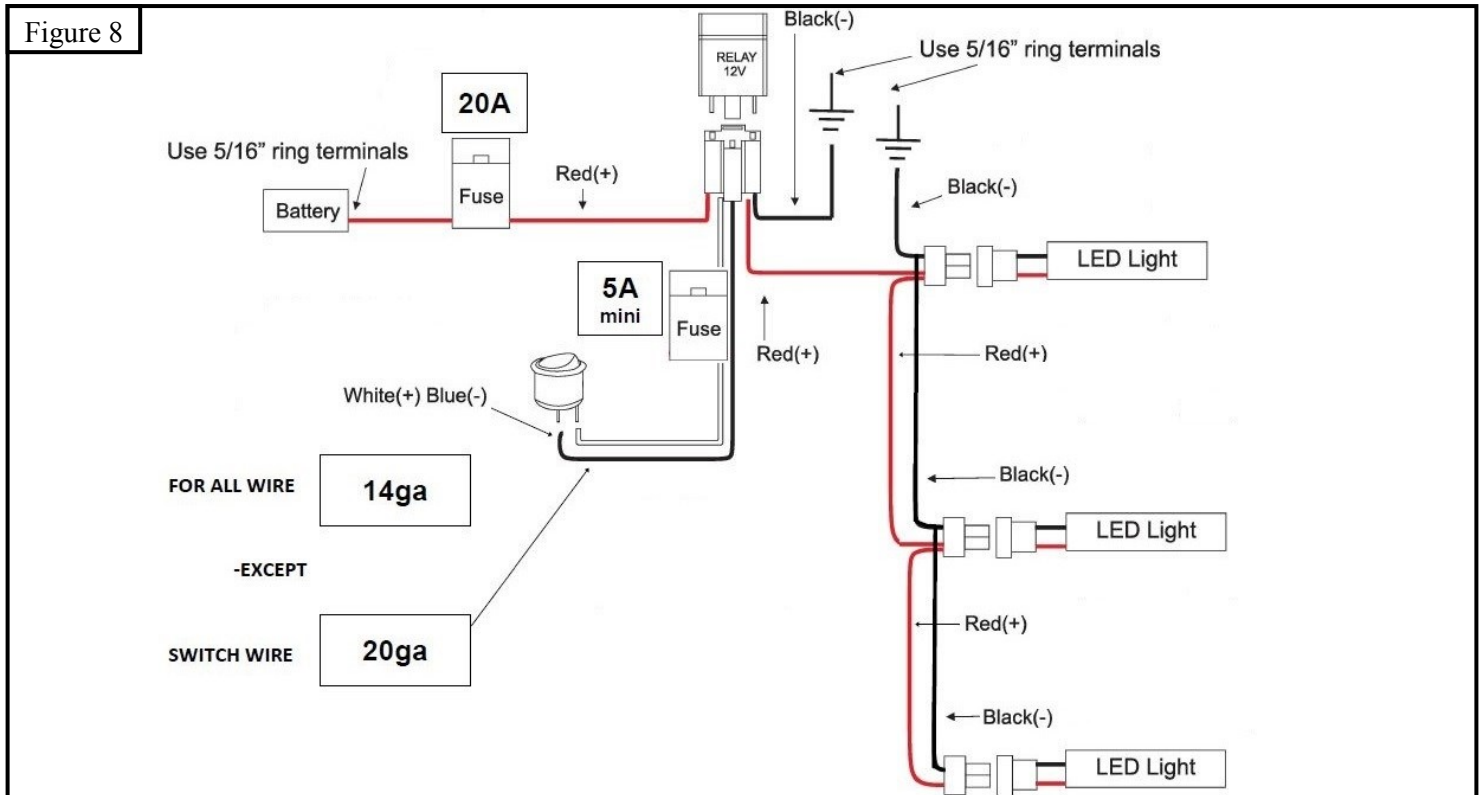 Figure 8
Black(-)
Use 5/16” ring terminals
RELAY
12V
20A
Use 5/16” ring terminals
Fuse
Red(+)
Battery
Black(-)
LED Light
5A
mini
Fuse
Red(+)
Red(+)
White(+) Blue(-)
FOR ALL WIRE
14ga
Black(-)
LED Light
-EXCEPT
Red(+)
SWITCH WIRE
20ga
Black(-)
LED Light